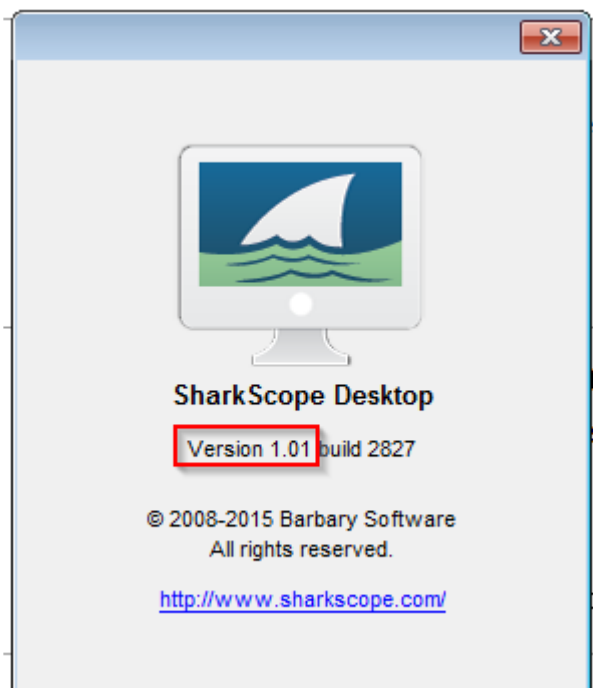 SharkScope Desktop
Version 1.01 build 2827
© 2008-2015 Barbary Software
All rights reserved.
http://www.sharkscope.com/